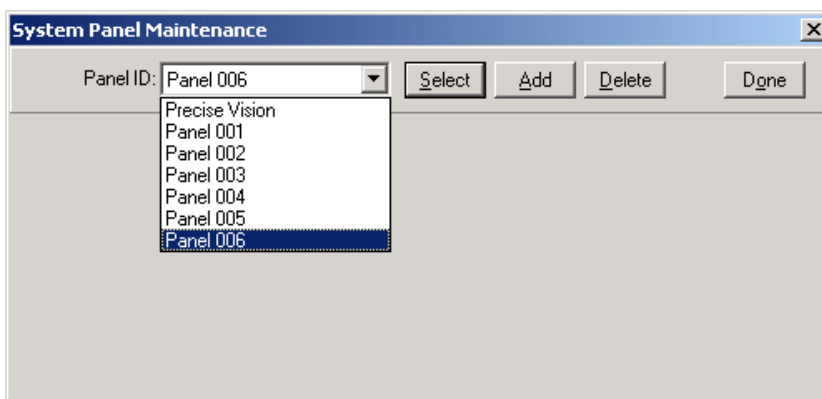 System Panel Maintenance
Panel ID: Panel 006 Select Add Delete Done
Precise Vision
Panel 001
Panel 002
Panel 003
Panel 004
Panel 005
Panel 006